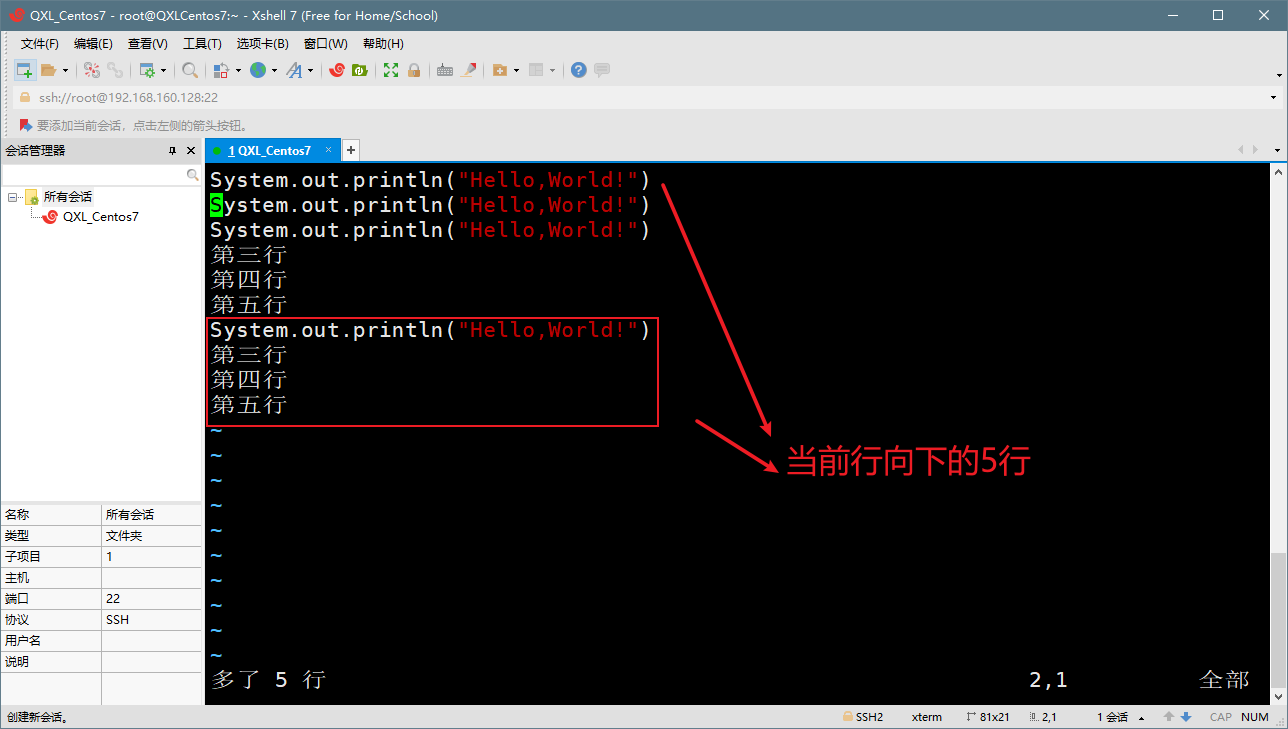 QXL_Centos7 - root@QXLCentos7:~ - Xshell 7 (Free for Home/School)
文件(F) 编辑(E) 查看(V) 工具(T) 选项卡(B) 窗口(W) 帮助(H)
ssh://root@192.168.160.128:22
要添加当前会话，点击左侧的箭头按钮。
会话管理器
1 QXL_Centos7 × +
所有会话
QXL_Centos7
System.out.println("Hello,World!")
System.out.println("Hello,World!")
System.out.println("Hello,World!")
第三行
第四行
第五行
System.out.println("Hello,World!")
第三行
第四行
第五行
~
~
~
~
~
~
~
~
~
~
当前行向下的5行
多了 5 行 2,1 全部
名称 所有会话
类型 文件夹
子项目 1
主机
端口 22
协议 SSH
用户名
说明
创建新会话。 SSH2 xterm 81x21 2,1 1 会话 CAP NUM